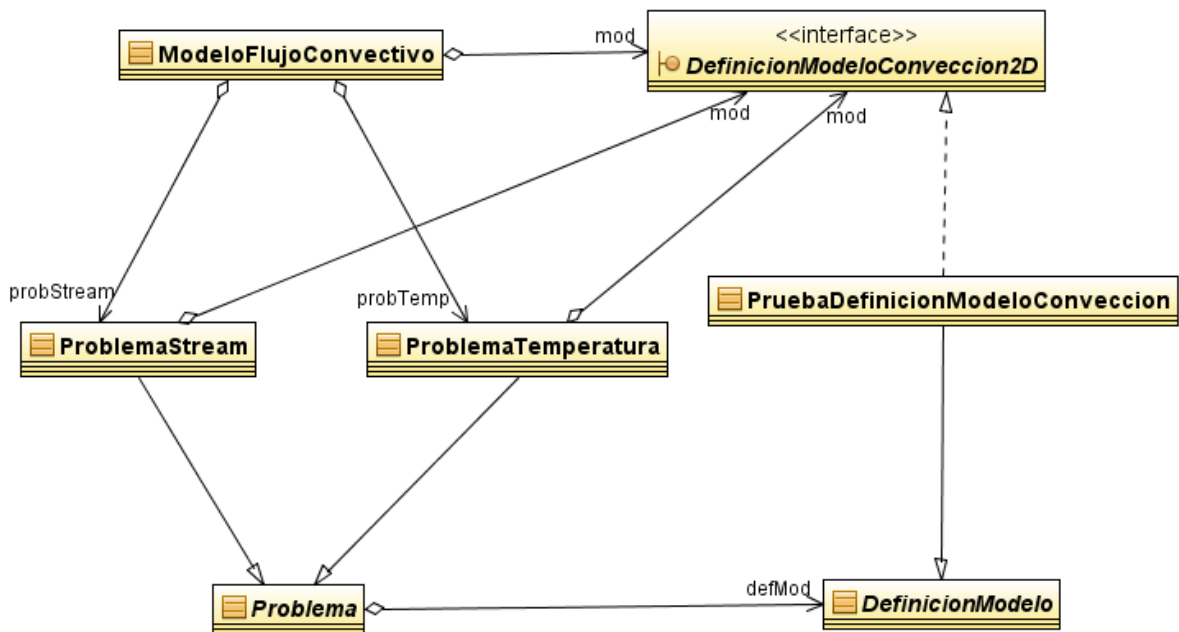 ModeloFlujoConvectivo
mod
<<interface>>
DefinicionModeloConveccion2D
mod
mod
probStream
probTemp
PruebaDefinicionModeloConveccion
ProblemaStream
ProblemaTemperatura
Problema
defMod
DefinicionModelo